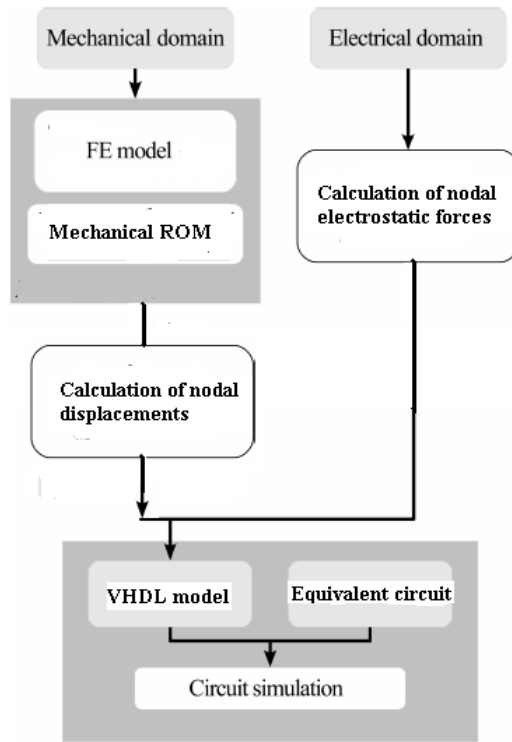 Mechanical domain
Electrical domain
FE model
Mechanical ROM
Calculation of nodal
electrostatic forces
Calculation of nodal
displacements
VHDL model
Equivalent circuit
Circuit simulation